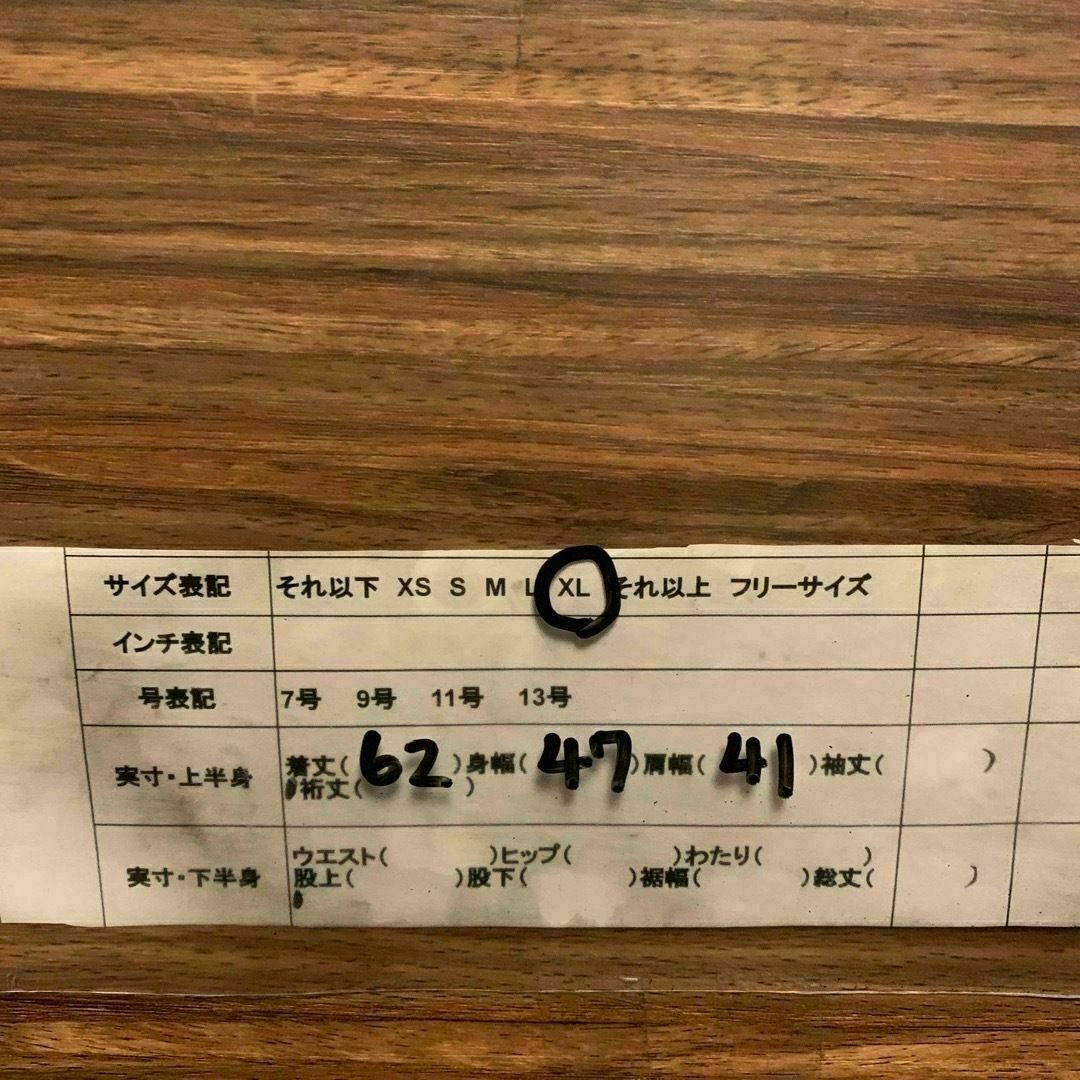 サイズ表記 それ以下 XS S M L XL それ以上 フリーサイズ
インチ表記
号表記 7号 9号 11号 13号
実寸・上半身 着丈( 62 )身幅( 47 )肩幅( 41 )袖丈( )
裄丈( )
実寸・下半身 ウエスト( )ヒップ( )わたり( )
股上( )股下( )裾幅( )総丈( )